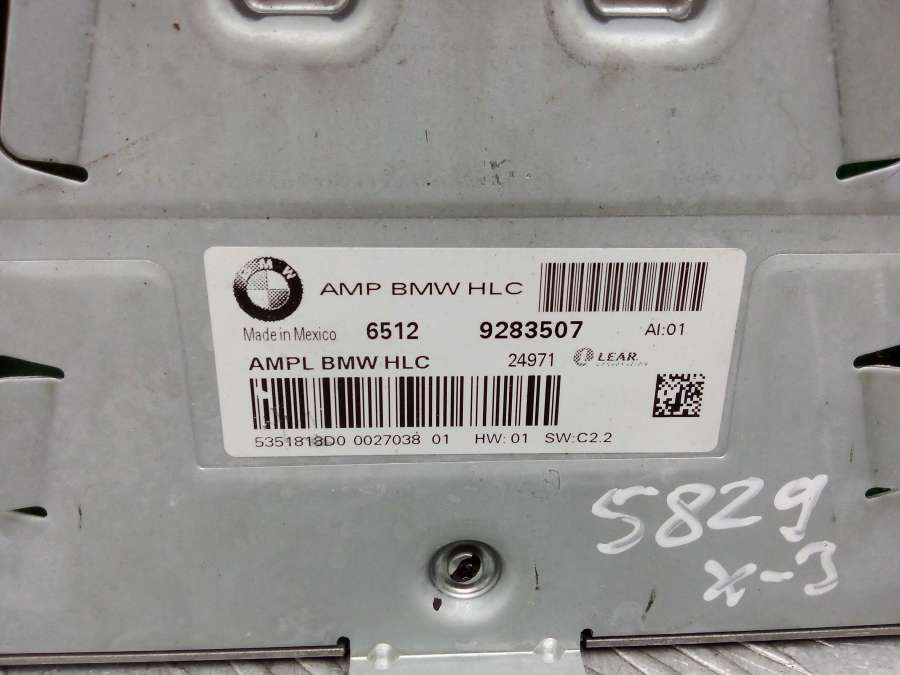 BMW
AMP BMW HLC
Made in Mexico 6512 9283507 AI:01
AMPL BMW HLC 24971 LEAR
5351818D0 0027038 01 HW: 01 SW:C2.2
5829
x-3